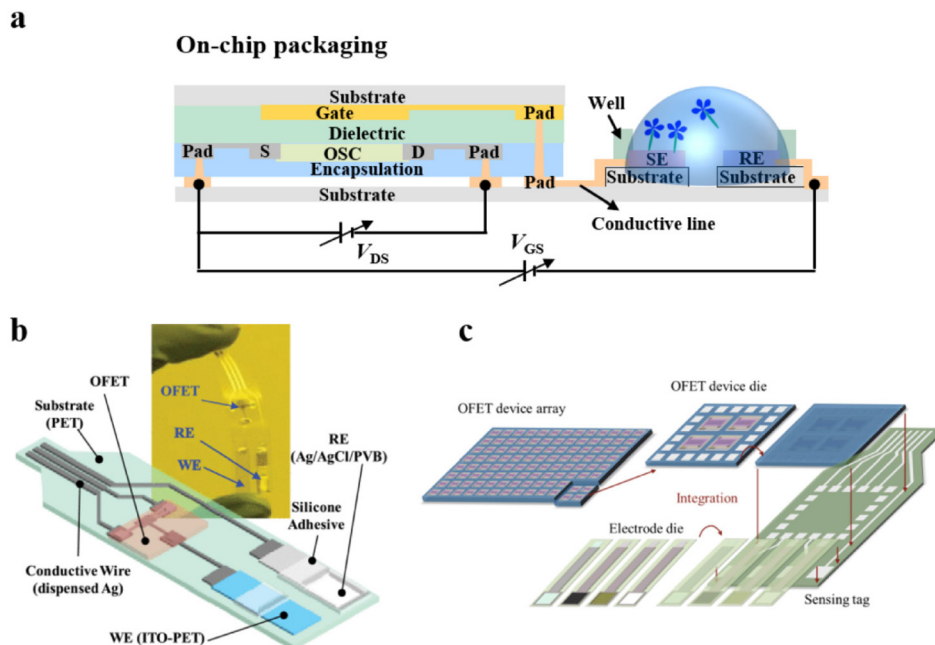 a
On-chip packaging
Substrate
Gate
Pad
Dielectric
Pad
S
OSC
D
Pad
Encapsulation
Pad
Substrate
Well
SE
RE
Substrate
Substrate
Conductive line
VDS
VGS
b
OFET
Substrate
(PET)
OFET
RE
WE
RE
(Ag/AgCl/PVB)
Silicone
Adhesive
Conductive Wire
(dispensed Ag)
WE (ITO-PET)
c
OFET device array
OFET device die
Integration
Electrode die
Sensing tag